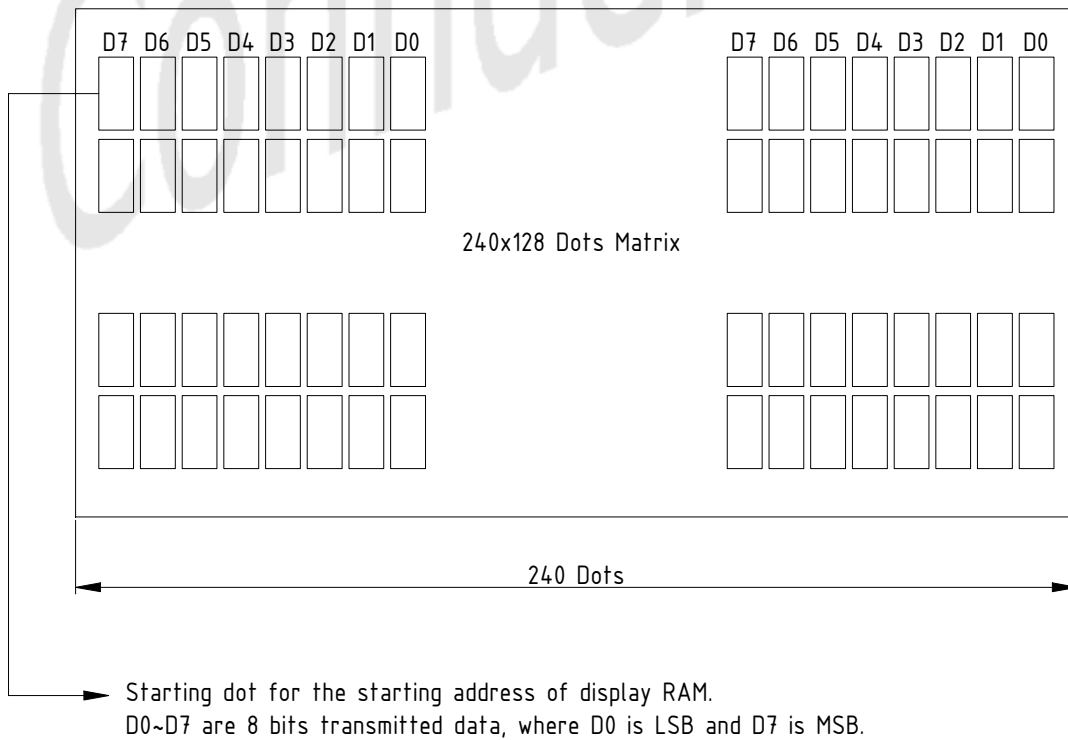 Confiden
D7 D6 D5 D4 D3 D2 D1 D0 D7 D6 D5 D4 D3 D2 D1 D0
240x128 Dots Matrix
240 Dots
Starting dot for the starting address of display RAM.
D0~D7 are 8 bits transmitted data, where D0 is LSB and D7 is MSB.